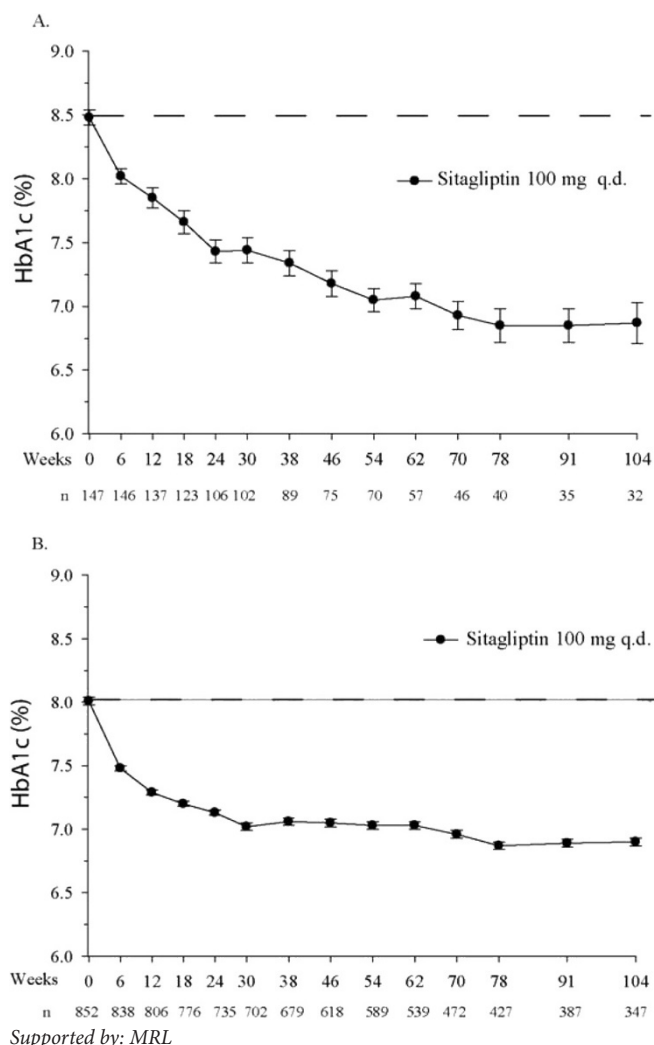 A.
9.0
8.5
8.0
Sitagliptin 100 mg q.d.
7.5
HbA1c (%)
7.0
6.5
6.0
Weeks 0 6 12 18 24 30 38 46 54 62 70 78 91 104
n 147 146 137 123 106 102 89 75 70 57 46 40 35 32
B.
9.0
8.5
Sitagliptin 100 mg q.d.
8.0
HbA1c (%)
7.5
7.0
6.5
6.0
Weeks 0 6 12 18 24 30 38 46 54 62 70 78 91 104
n 852 838 806 776 735 702 679 618 589 539 472 427 387 347
Supported by: MRL